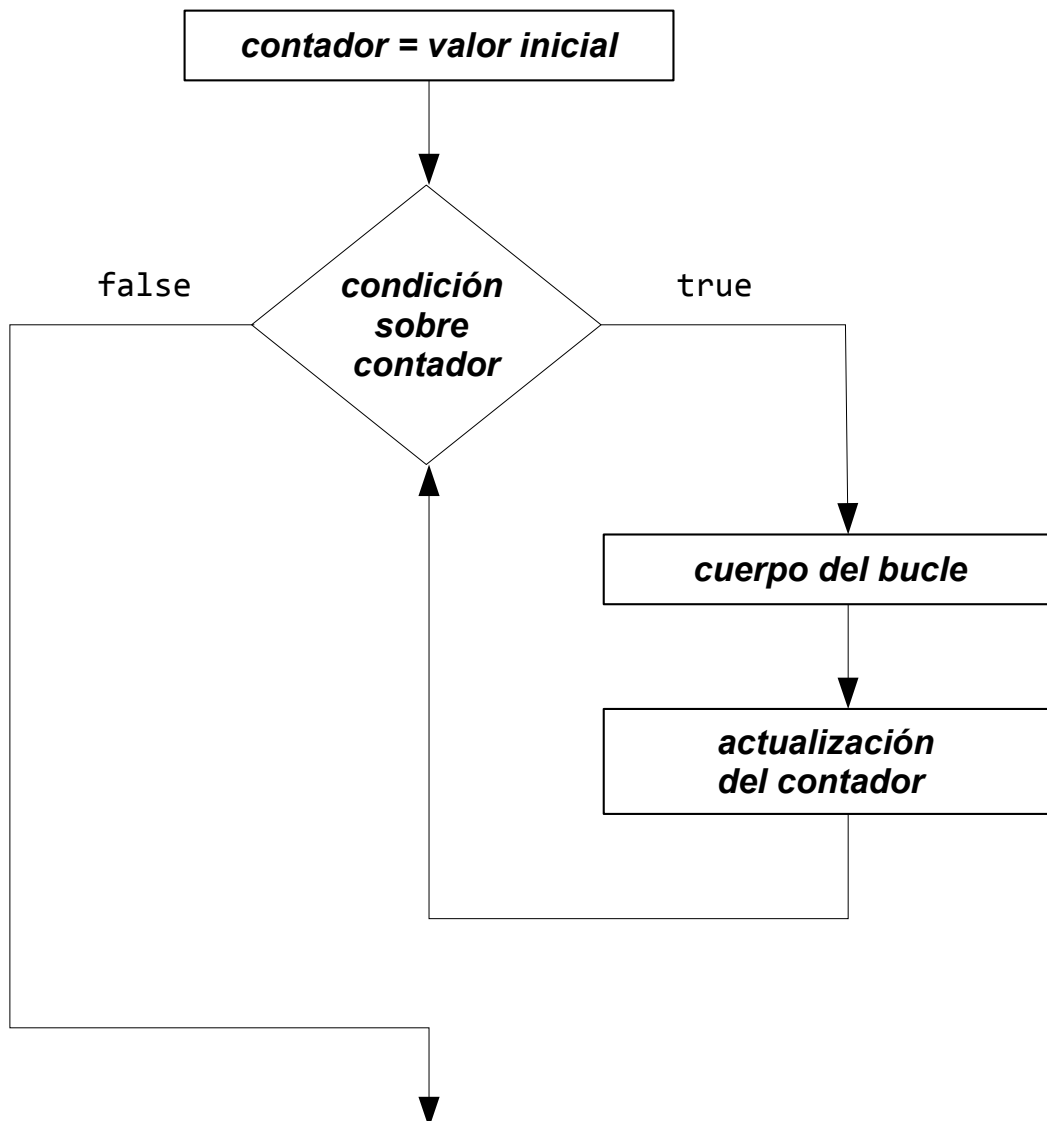 contador = valor inicial
false
condición
sobre
contador
true
cuerpo del bucle
actualización
del contador